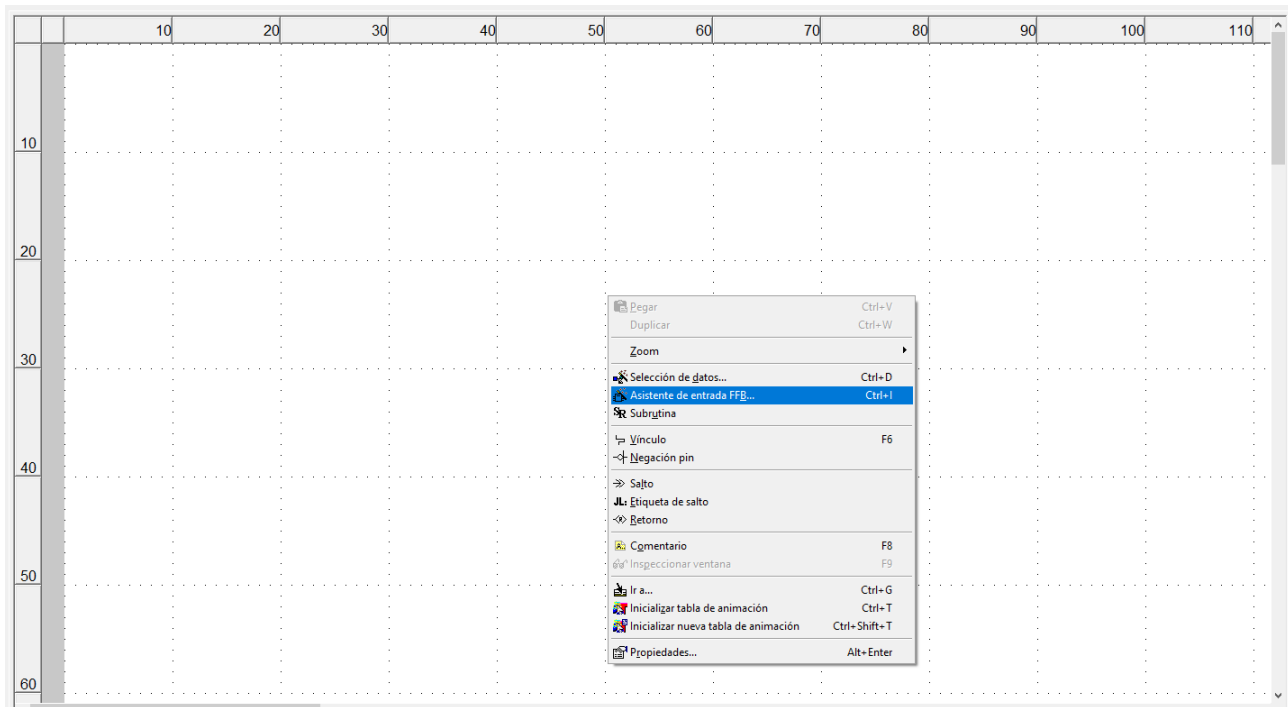 10 20 30 40 50 60 70 80 90 100 110
10
20
Pegar Ctrl+V
Duplicar Ctrl+W
Zoom
30
Selección de datos... Ctrl+D
Asistente de entrada FFB... Ctrl+I
SR Subrutina
Vínculo F6
Negación pin
40
Salto
JL: Etiqueta de salto
Retorno
Comentario F8
Inspeccionar ventana F9
50
Ir a... Ctrl+G
Inicializar tabla de animación Ctrl+T
Inicializar nueva tabla de animación Ctrl+Shift+T
Propiedades... Alt+Enter
60